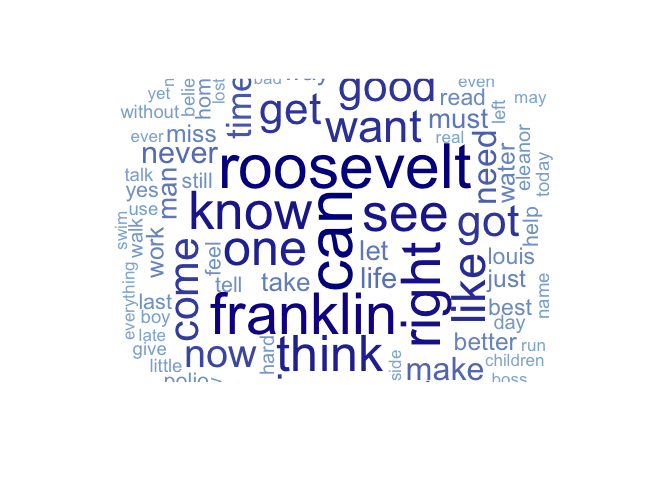 bad
good
even
yet
belie
hom
lost
time
get
read
left
may
without
want
must
ever
miss
real
never
roosevelt
need
water
eleanor
today
talk
man
still
yes
use
know
can
see
got
help
swim
walk
work
feel
one
let
louis
come
tell
take
life
right
like
just
everything
last
boy
franklin
best
name
day
late
give
now
hard
think
better
run
little
side
make
children
boss